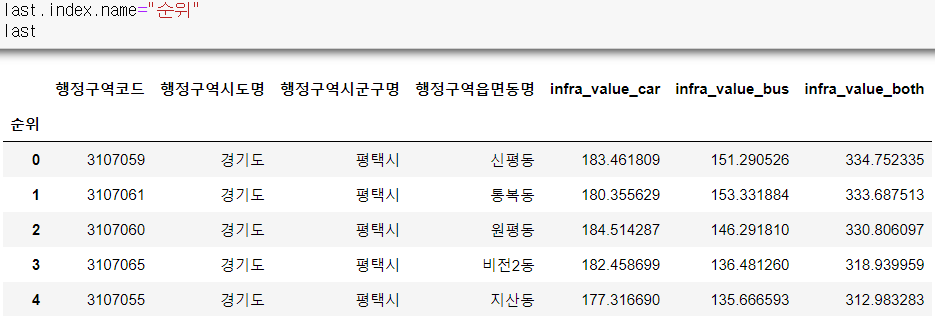 last.index.name="순위"
last
행정구역코드 행정구역시도명 행정구역시군구명 행정구역읍면동명 infra_value_car infra_value_bus infra_value_both
순위
0 3107059 경기도 평택시 신평동 183.461809 151.290526 334.752335
1 3107061 경기도 평택시 통복동 180.355629 153.331884 333.687513
2 3107060 경기도 평택시 원평동 184.514287 146.291810 330.806097
3 3107065 경기도 평택시 비전2동 182.458699 136.481260 318.939959
4 3107055 경기도 평택시 지산동 177.316690 135.666593 312.983283